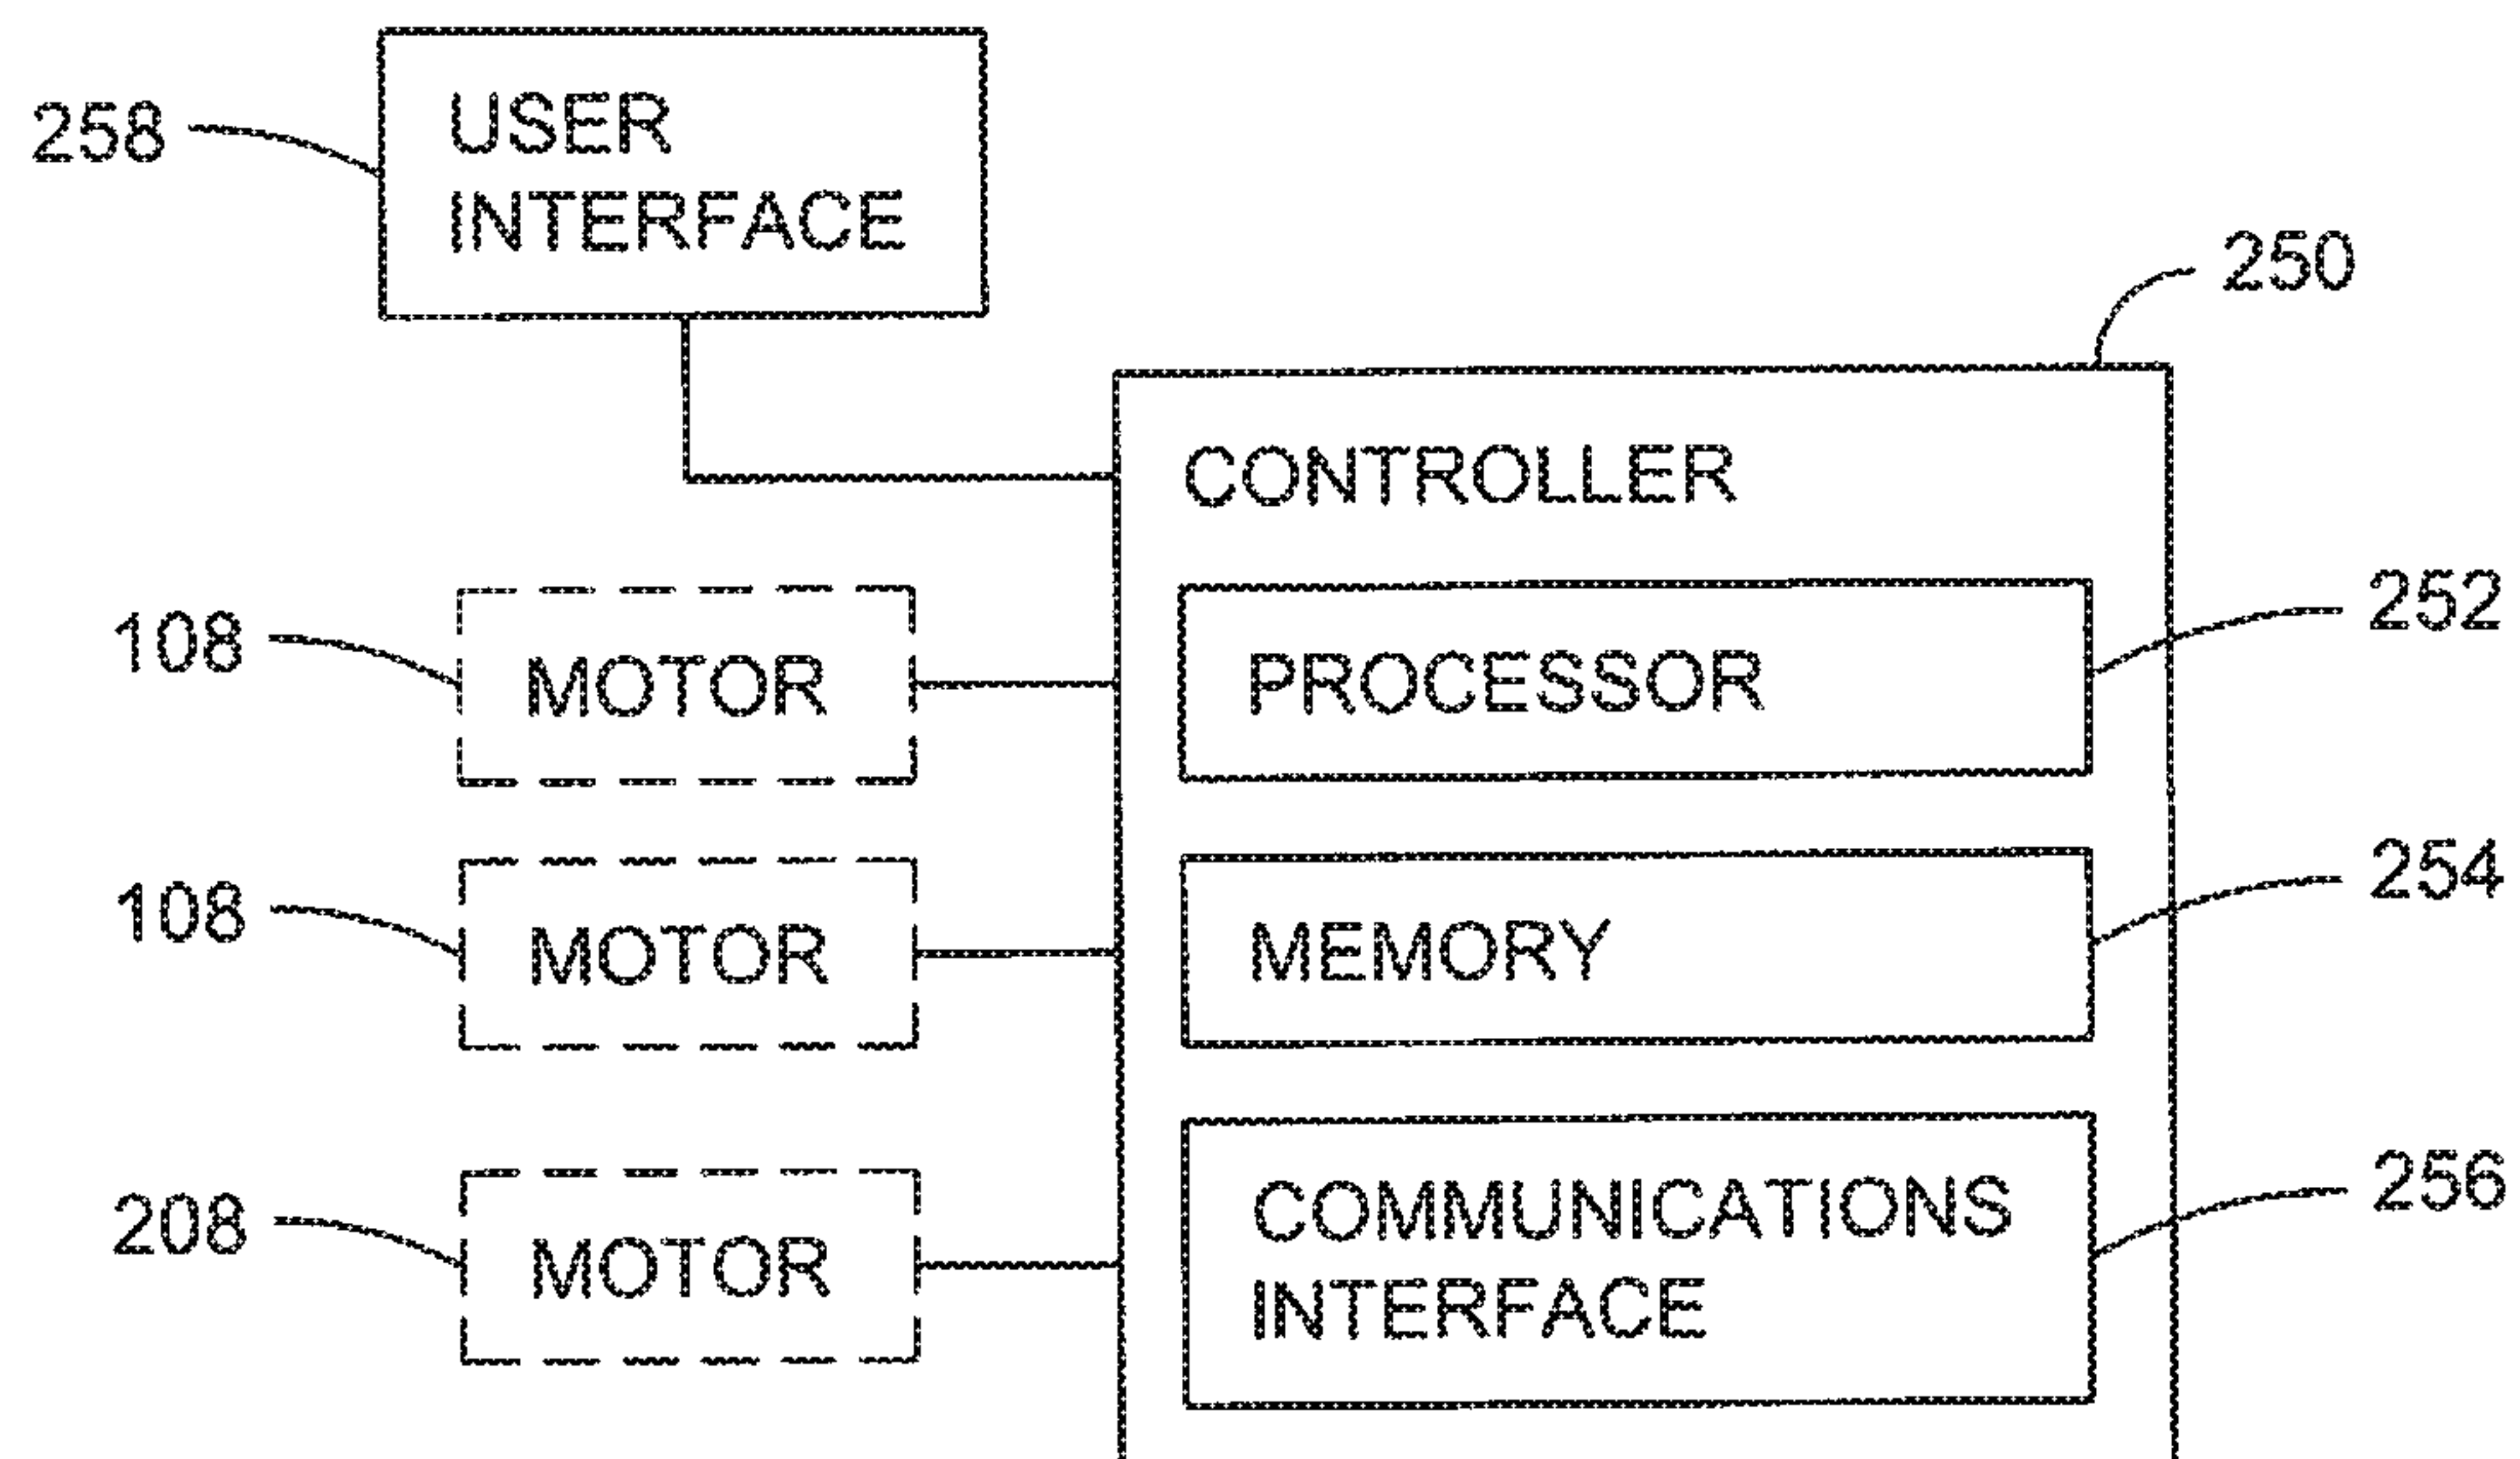 258
USER
INTERFACE
250
CONTROLLER
108
MOTOR
PROCESSOR
252
108
MOTOR
MEMORY
254
208
MOTOR
COMMUNICATIONS
INTERFACE
256